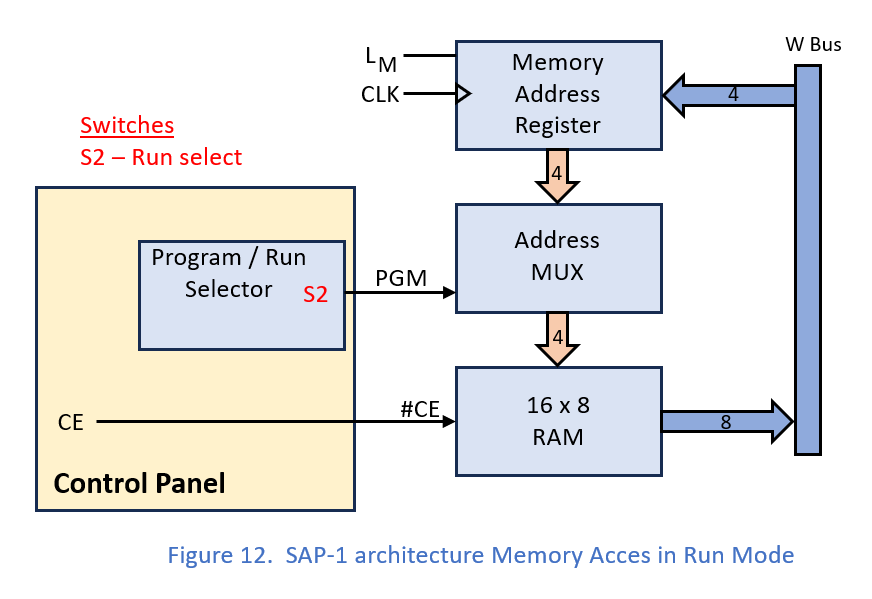 W Bus
L M
CLK
Memory
Address
Register
4
Switches
S2 – Run select
4
Program / Run
Selector
S2
PGM
Address
MUX
4
CE
#CE
16 x 8
RAM
8
Control Panel
Figure 12. SAP-1 architecture Memory Acces in Run Mode